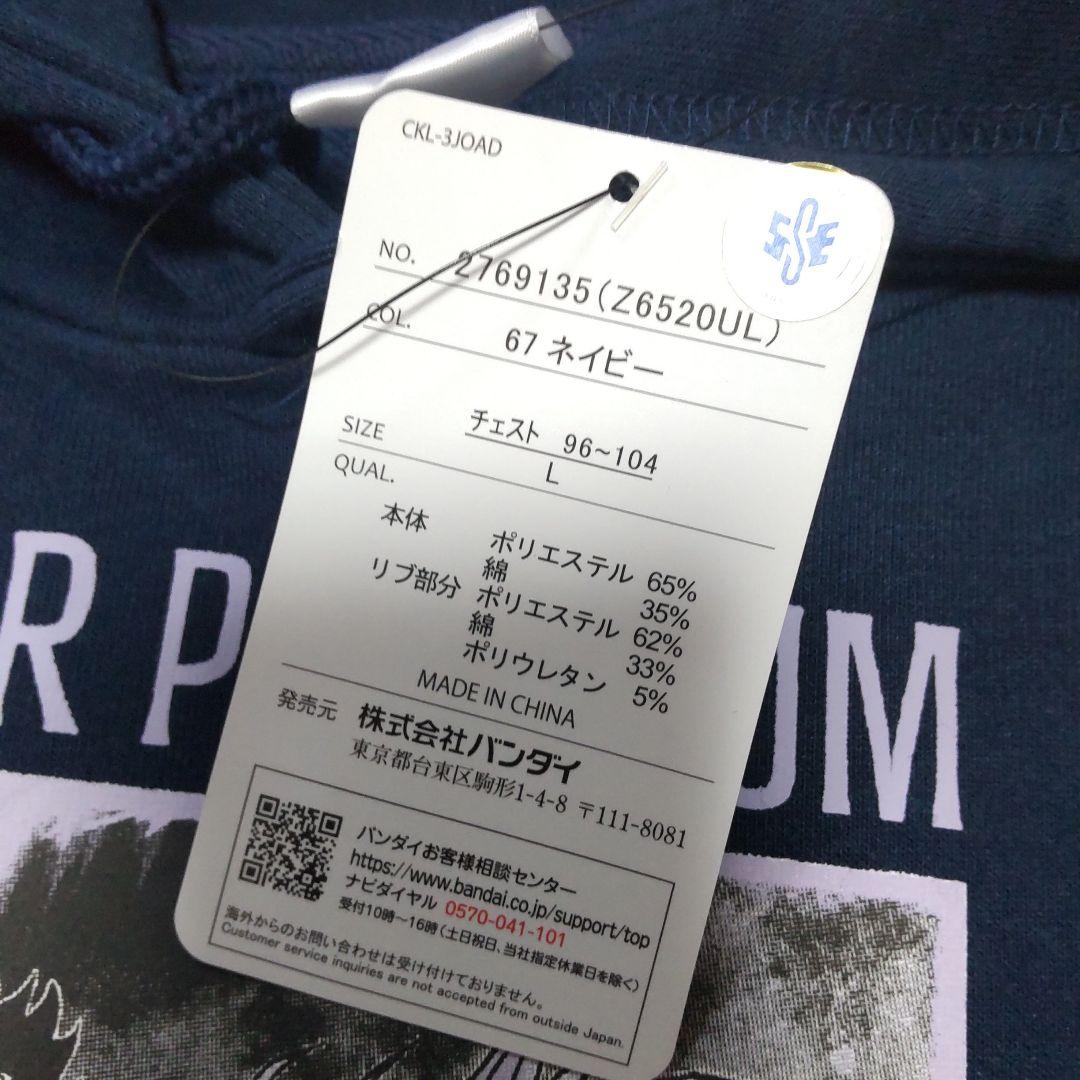 CKL-3JOAD
NO. 2769135(Z6520UL)
COL. 67 ネイビー
SIZE チェスト 96~104
L
QUAL.
本体 ポリエステル 65%
綿 35%
リブ部分 ポリエステル 62%
綿 33%
ポリウレタン 5%
MADE IN CHINA
発売元 株式会社バンダイ
東京都台東区駒形1-4-8 〒111-8081
バンダイお客様相談センター
https://www.bandai.co.jp/support/top
ナビダイヤル 0570-041-101
受付10時〜16時(土日祝日、当社指定休業日を除く)
海外からのお問い合わせは受け付けておりません。
Customer service inquiries are not accepted from outside Japan.
R P
UM